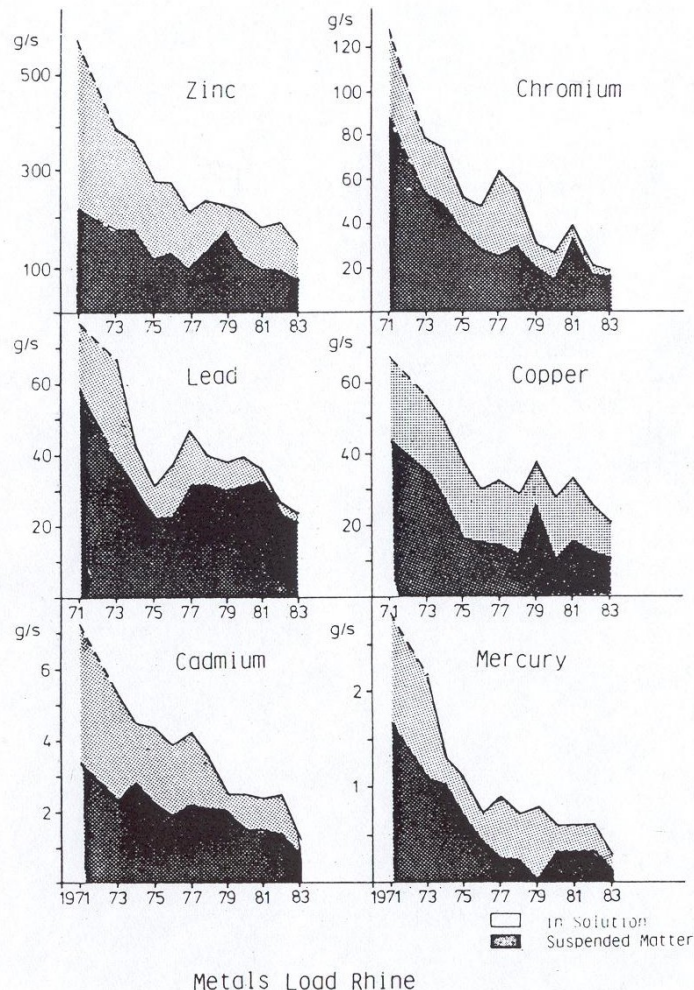 g/s
500
300
100
Zinc
73 75 77 79 81 83
g/s
120
100
80
60
40
20
Chromium
71 73 75 77 79 81 83
g/s
60
40
20
Lead
71 73 75 77 79 81 83
g/s
60
40
20
Copper
71 73 75 77 79 81 83
g/s
6
4
2
Cadmium
1971 73 75 77 79 81 83
g/s
2
1
Mercury
71 73 75 77 79 81 83
in Solution
Suspended Matter
Metals Load Rhine